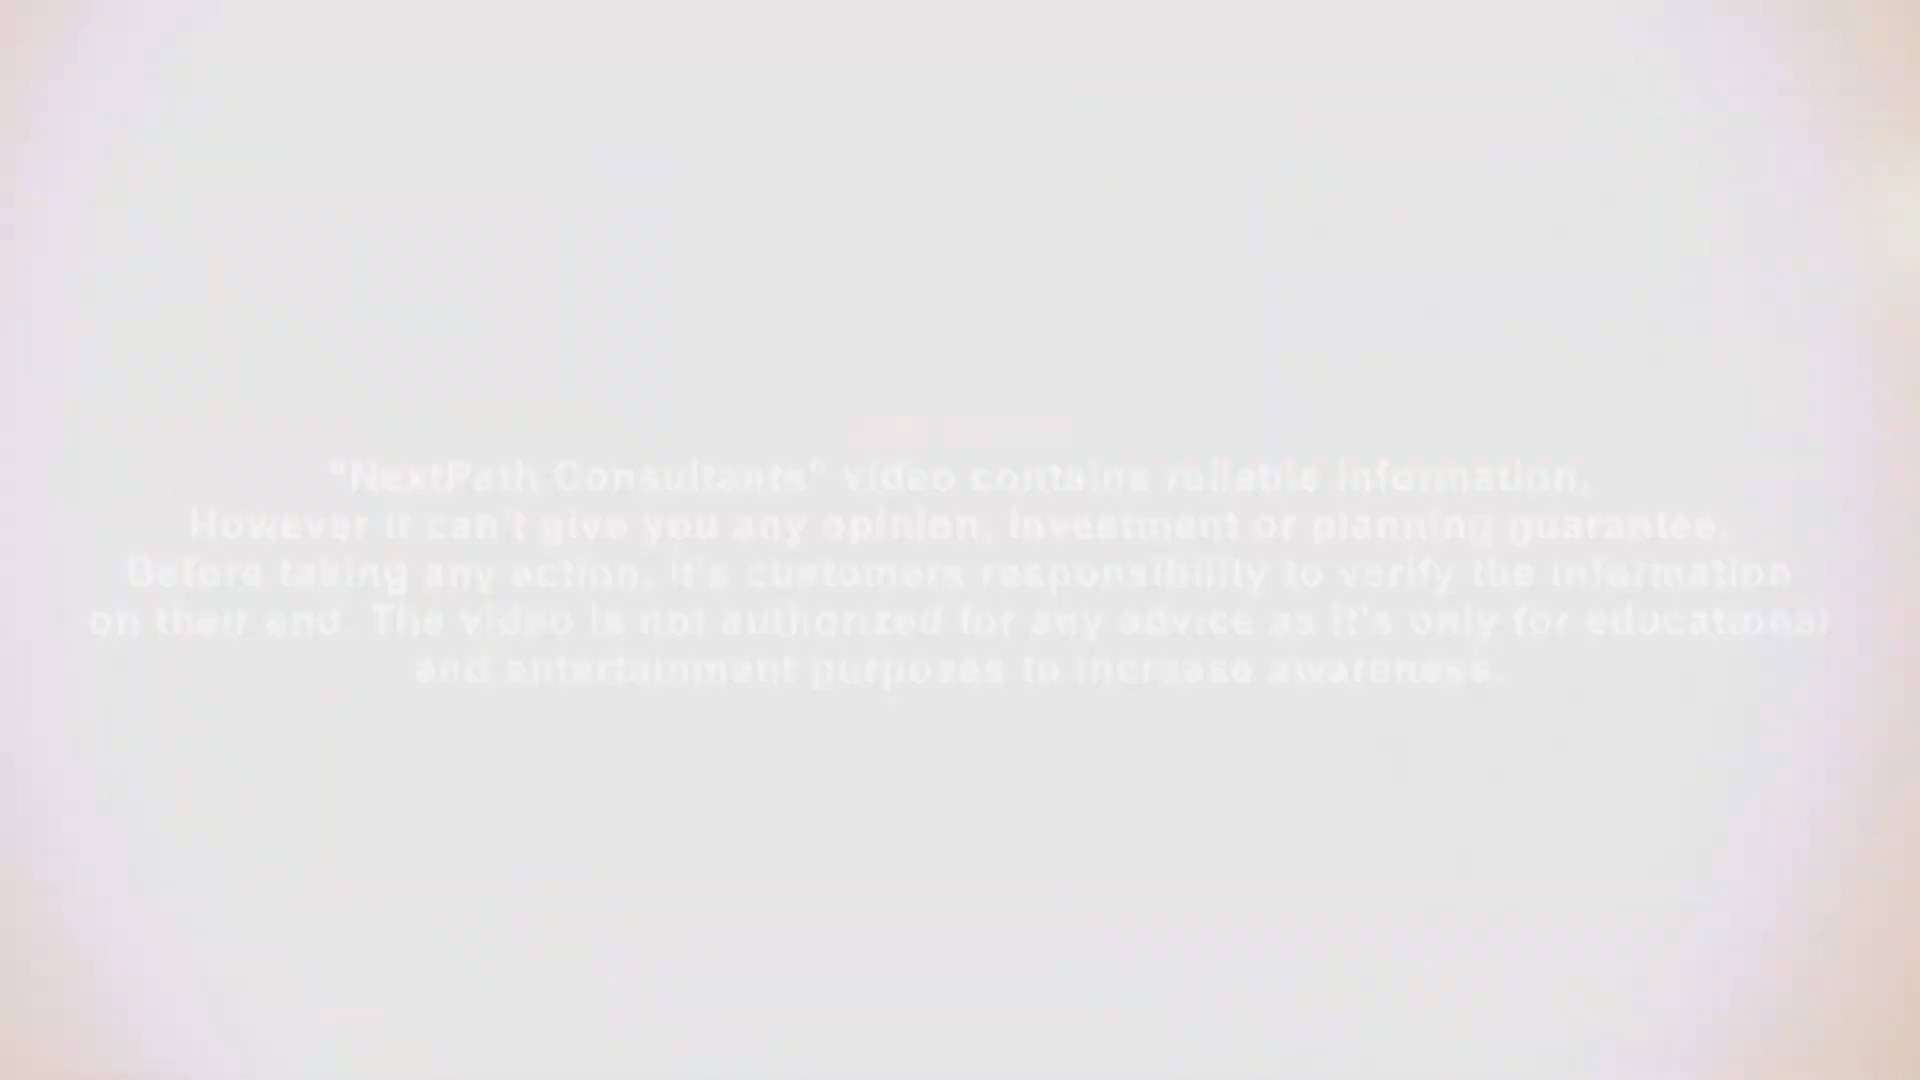 "NextPath Consultants" video contains reliable information.
However it can't give you any opinion, investment or planning guarantee.
Before taking any action, it's customers responsibility to verify the information
on their end. The video is not authorized for any advice as it's only for educational
and entertainment purposes to increase awareness.